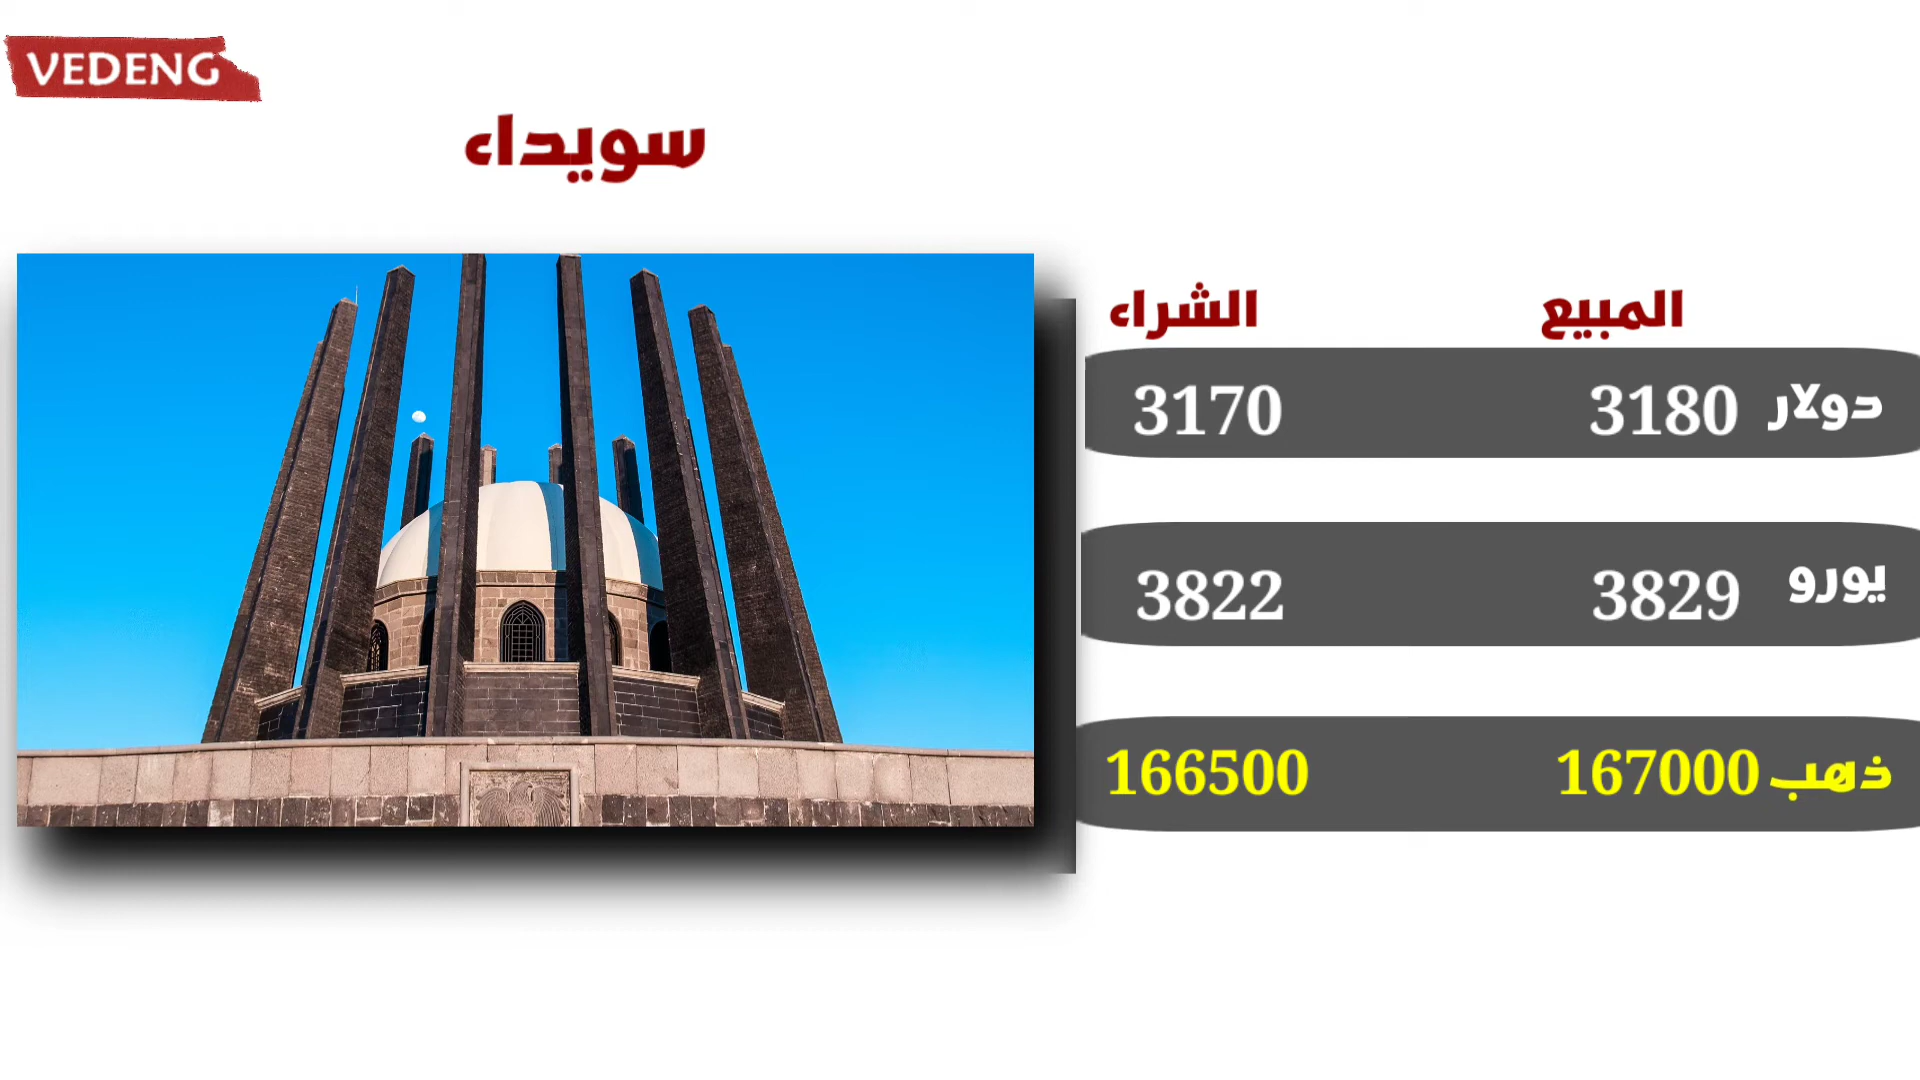 VEDENG
سويداء
المبيع الشراء
دولار 3180 3170
يورو 3829 3822
ذهب 167000 166500